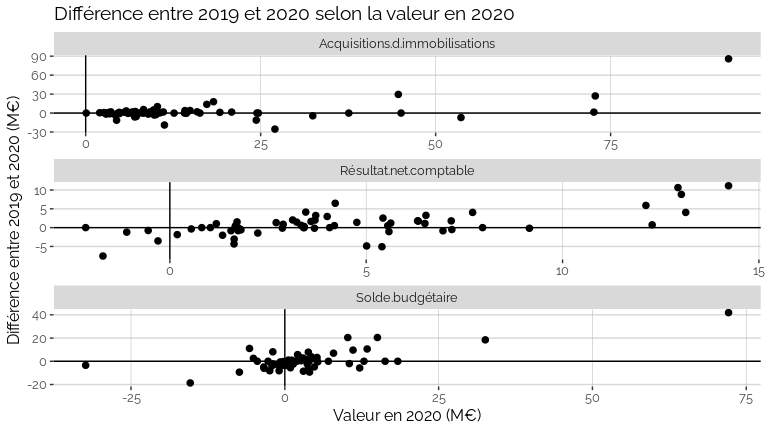 Différence entre 2019 et 2020 selon la valeur en 2020
Acquisitions.d.immobilisations
90
60
30
0
-30
0 25 50 75
Résultat.net.comptable
10
5
0
-5
0 5 10 15
Solde.budgétaire
40
20
0
-20
-25 0 25 50 75
Valeur en 2020 (M€)
Différence entre 2019 et 2020 (M€)